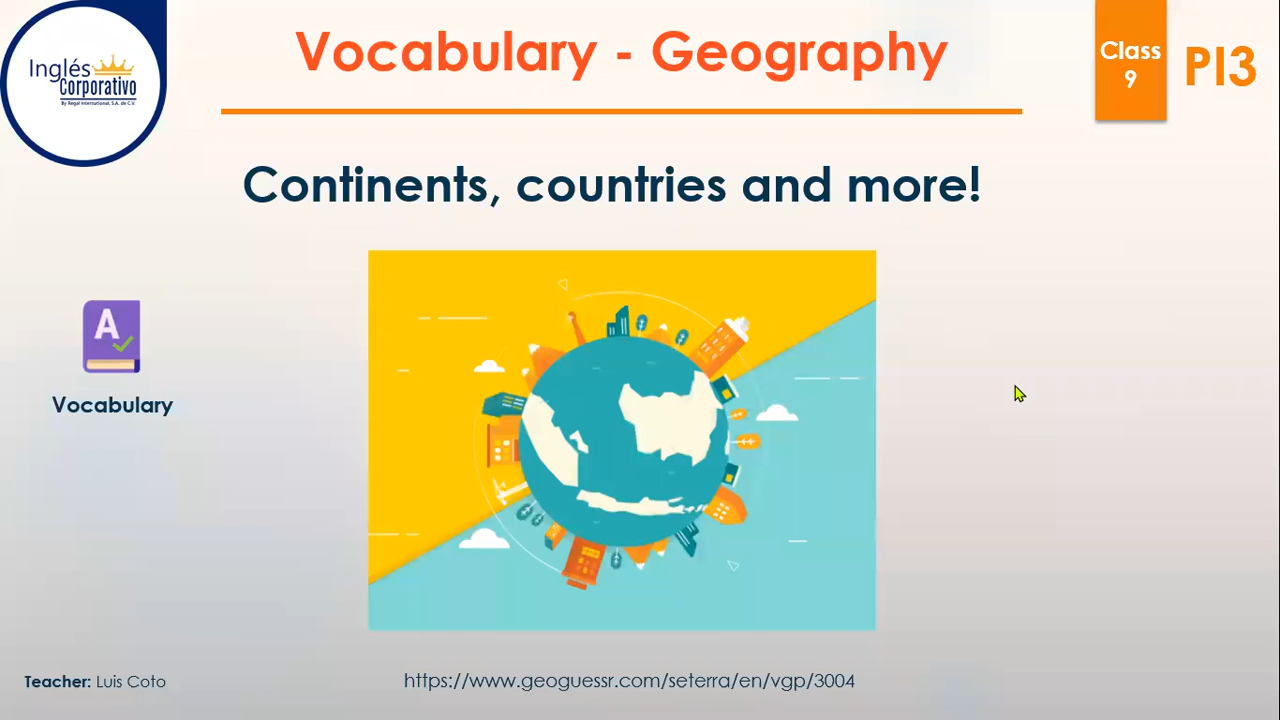 Inglés
Corporativo
By Regal International, S.A. de C.V.
Vocabulary - Geography
Class
9
PI3
Continents, countries and more!
A
Vocabulary
Teacher: Luis Coto
https://www.geoguessr.com/seterra/en/vgp/3004